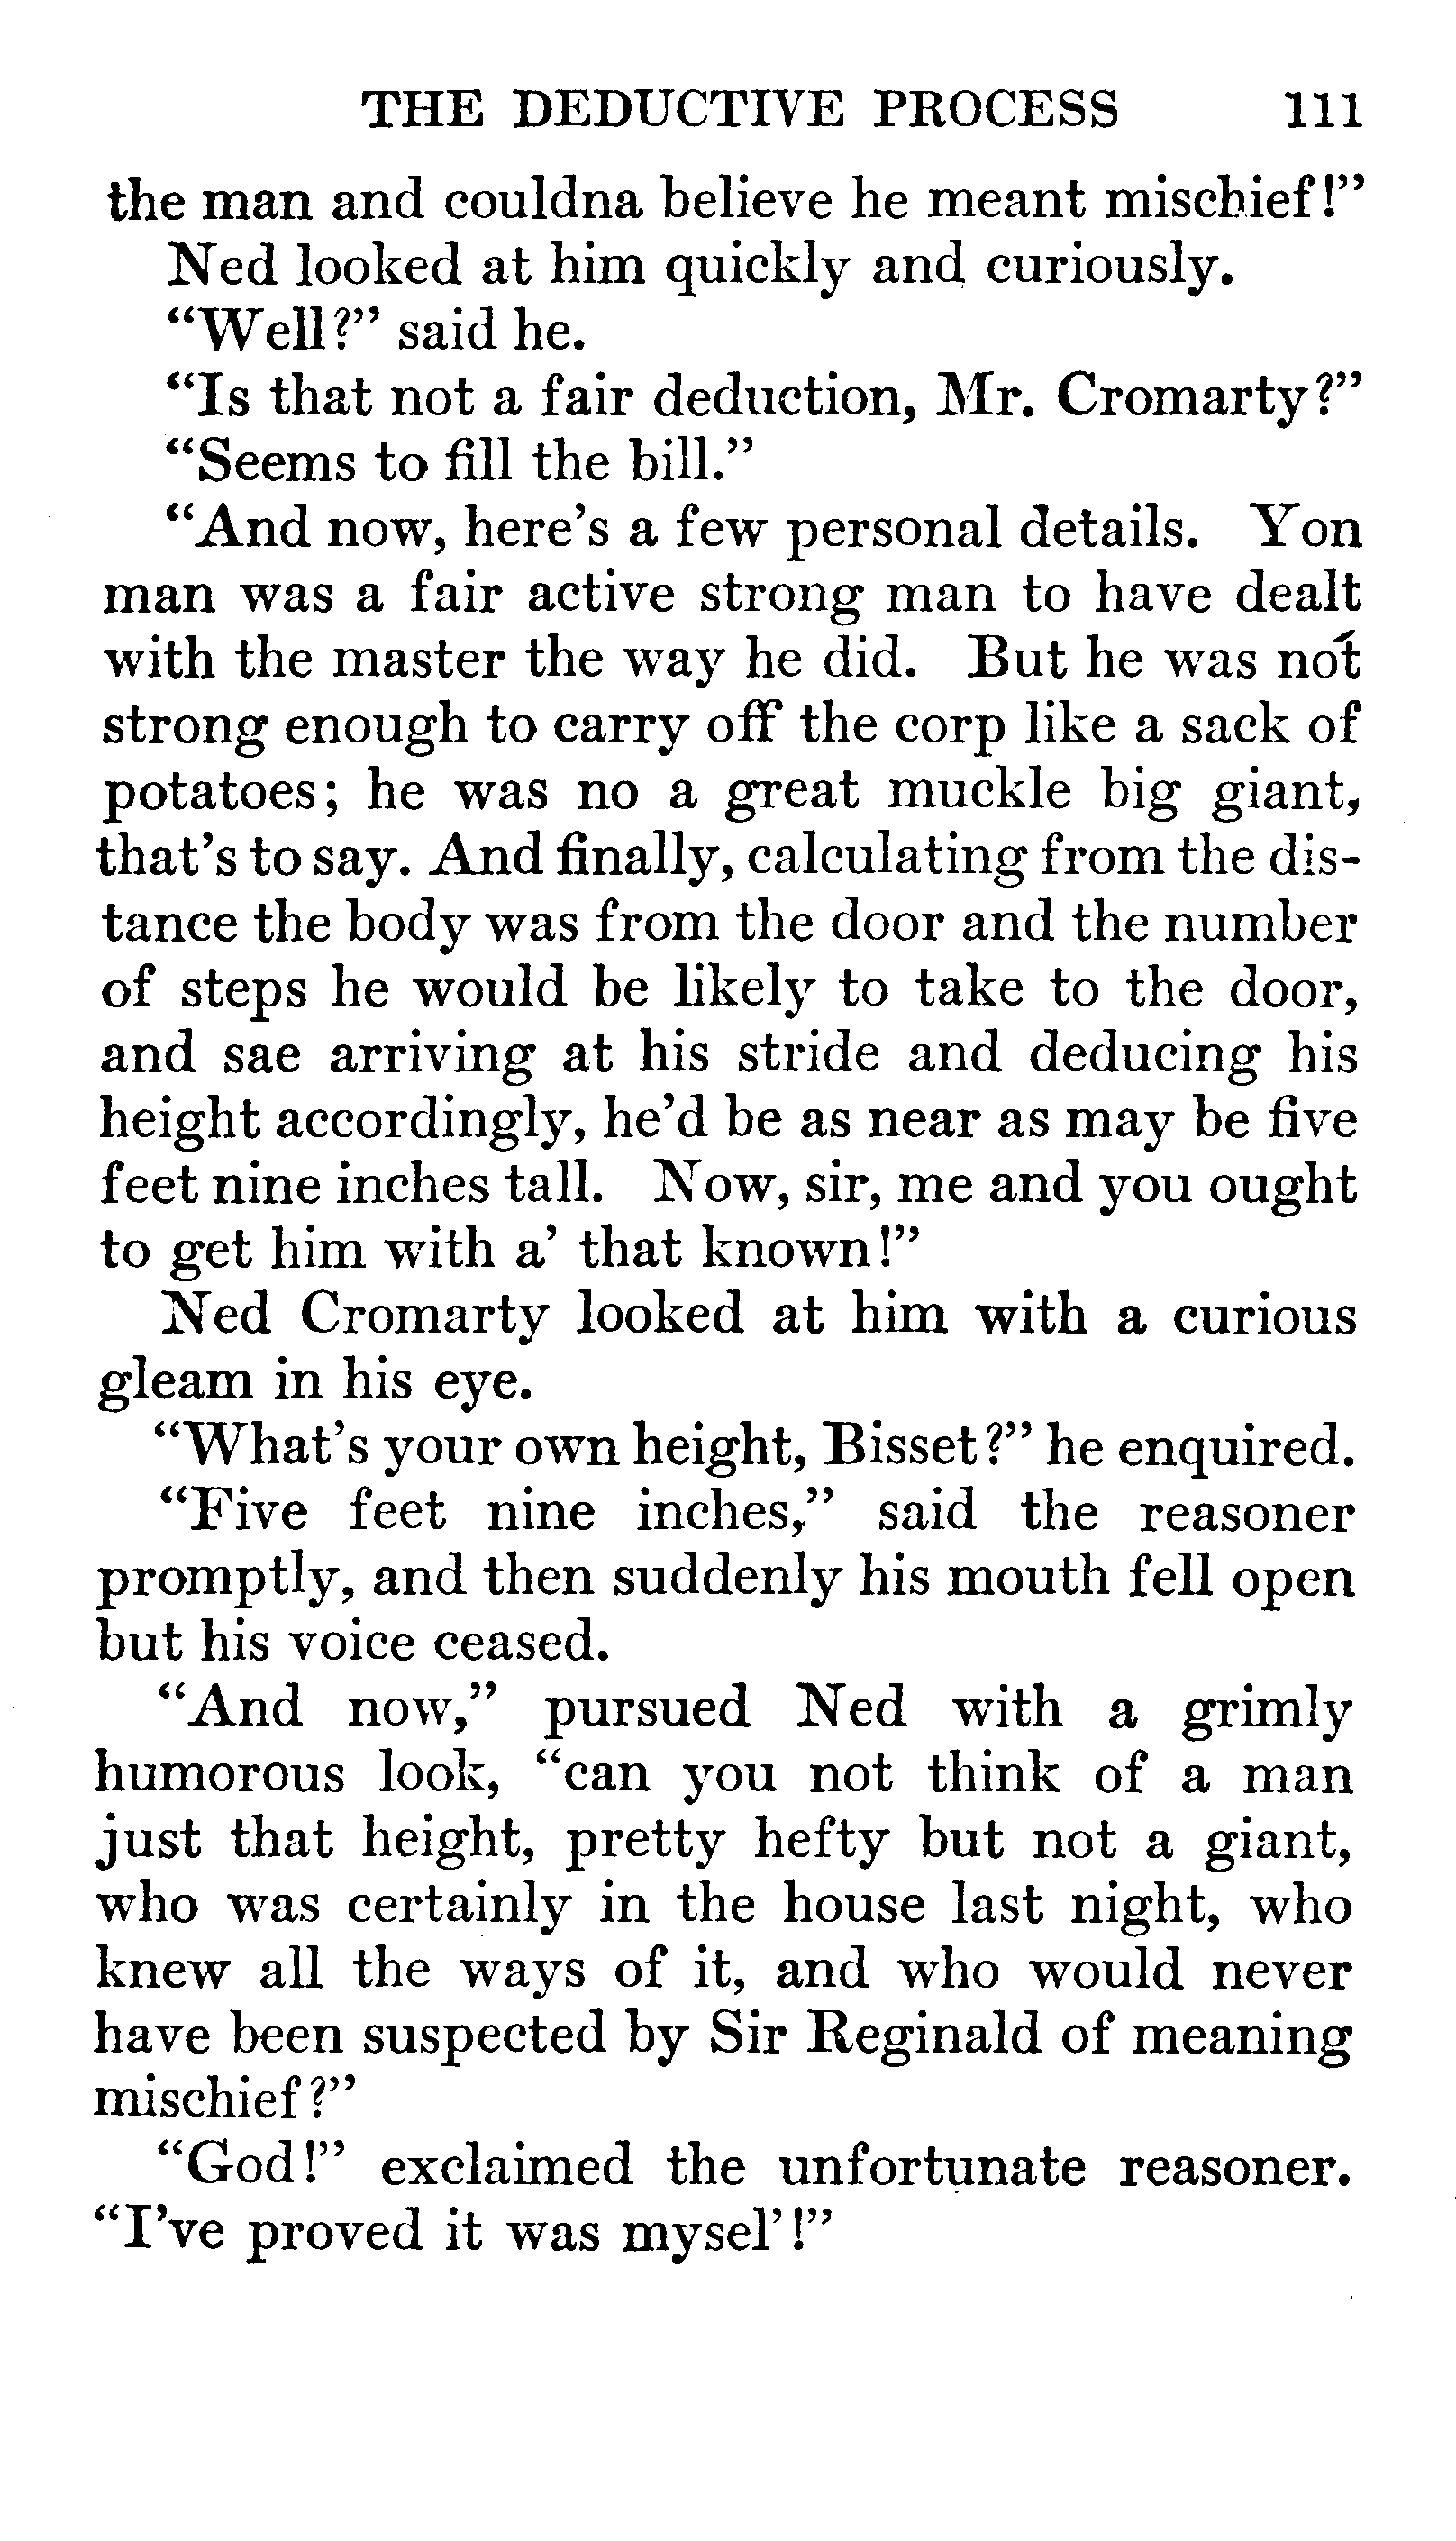 THE DEDUCTIVE PROCESS 111
the man and couldna believe he meant mischief!”
Ned looked at him quickly and curiously.
“Well?” said he.
“Is that not a fair deduction, Mr. Cromarty?”
“Seems to fill the bill.”
“And now, here’s a few personal details. Yon
man was a fair active strong man to have dealt
with the master the way he did. But he was not
strong enough to carry off the corp like a sack of
potatoes; he was no a great muckle big giant,
that’s to say. And finally, calculating from the dis-
tance the body was from the door and the number
of steps he would be likely to take to the door,
and sae arriving at his stride and deducing his
height accordingly, he’d be as near as may be five
feet nine inches tall. Now, sir, me and you ought
to get him with a’ that known!”
Ned Cromarty looked at him with a curious
gleam in his eye.
“What’s your own height, Bisset?” he enquired.
“Five feet nine inches,” said the reasoner
promptly, and then suddenly his mouth fell open
but his voice ceased.
“And now,” pursued Ned with a grimly
humorous look, “can you not think of a man
just that height, pretty hefty but not a giant,
who was certainly in the house last night, who
knew all the ways of it, and who would never
have been suspected by Sir Reginald of meaning
mischief?”
“God!” exclaimed the unfortunate reasoner.
“I’ve proved it was mysel’!”